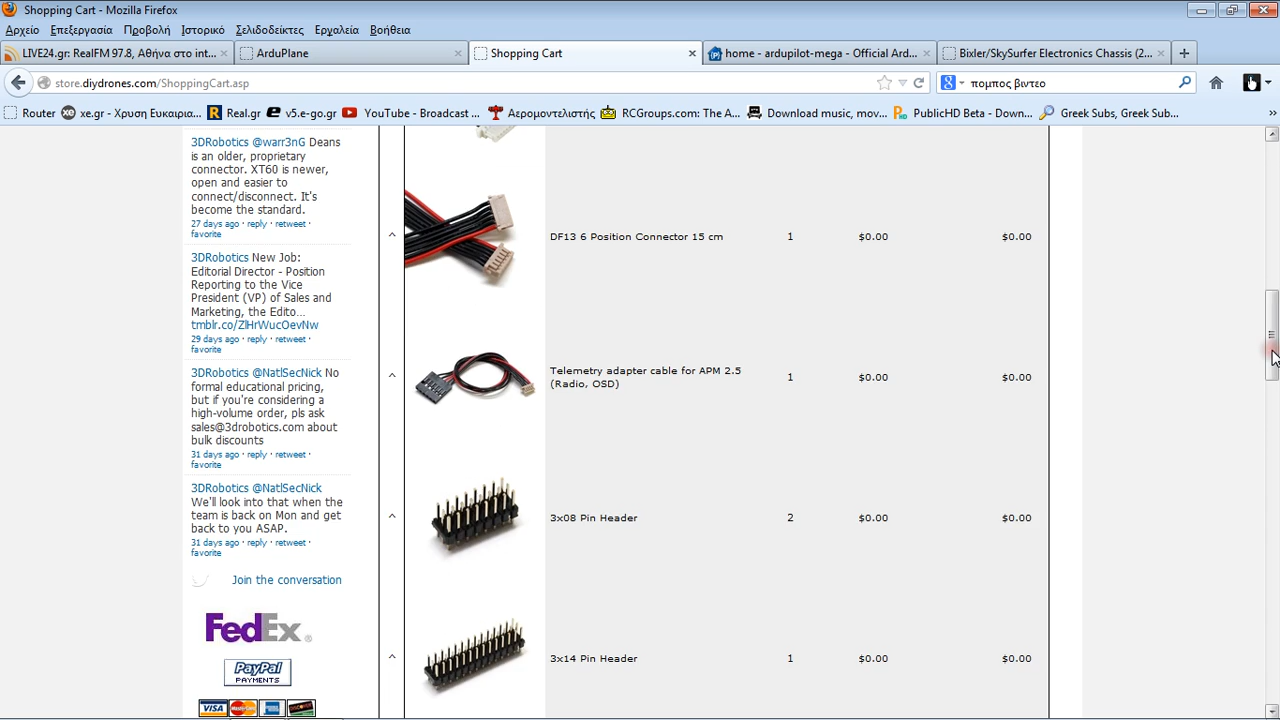 Shopping Cart - Mozilla Firefox
Αρχείο Επεξεργασία Προβολή Ιστορικό Σελιδοδείκτες Εργαλεία Βοήθεια
LIVE24.gr: RealFM 97.8, Αθήνα στο int... × ArduPlane × Shopping Cart × home - ardupilot-mega - Official Ard... × Bixler/SkySurfer Electronics Chassis (2... × +
store.diydrones.com/ShoppingCart.asp πομπος βιντεο
Router xe.gr - Χρυση Ευκαιρια... Real.gr v5.e-go.gr YouTube - Broadcast ... Αερομοντελιστής RCGroups.com: The A... Download music, mov... PublicHD Beta - Down... Greek Subs, Greek Sub... »
3DRobotics @warr3nG Deans
is an older, proprietary
connector. XT60 is newer,
open and easier to
connect/disconnect. It's
become the standard.
27 days ago · reply · retweet ·
favorite
3DRobotics New Job:
Editorial Director - Position
Reporting to the Vice
President (VP) of Sales and
Marketing, the Edito…
tmblr.co/ZlHrWucOevNw
29 days ago · reply · retweet ·
favorite
3DRobotics @NatlSecNick No
formal educational pricing,
but if you're considering a
high-volume order, pls ask
sales@3drobotics.com about
bulk discounts
31 days ago · reply · retweet ·
favorite
3DRobotics @NatlSecNick
We'll look into that when the
team is back on Mon and get
back to you ASAP.
31 days ago · reply · retweet ·
favorite
Join the conversation
FedEx®
PayPal
PAYMENTS
VISA
DF13 6 Position Connector 15 cm 1 $0.00 $0.00
Telemetry adapter cable for APM 2.5
(Radio, OSD) 1 $0.00 $0.00
3x08 Pin Header 2 $0.00 $0.00
3x14 Pin Header 1 $0.00 $0.00